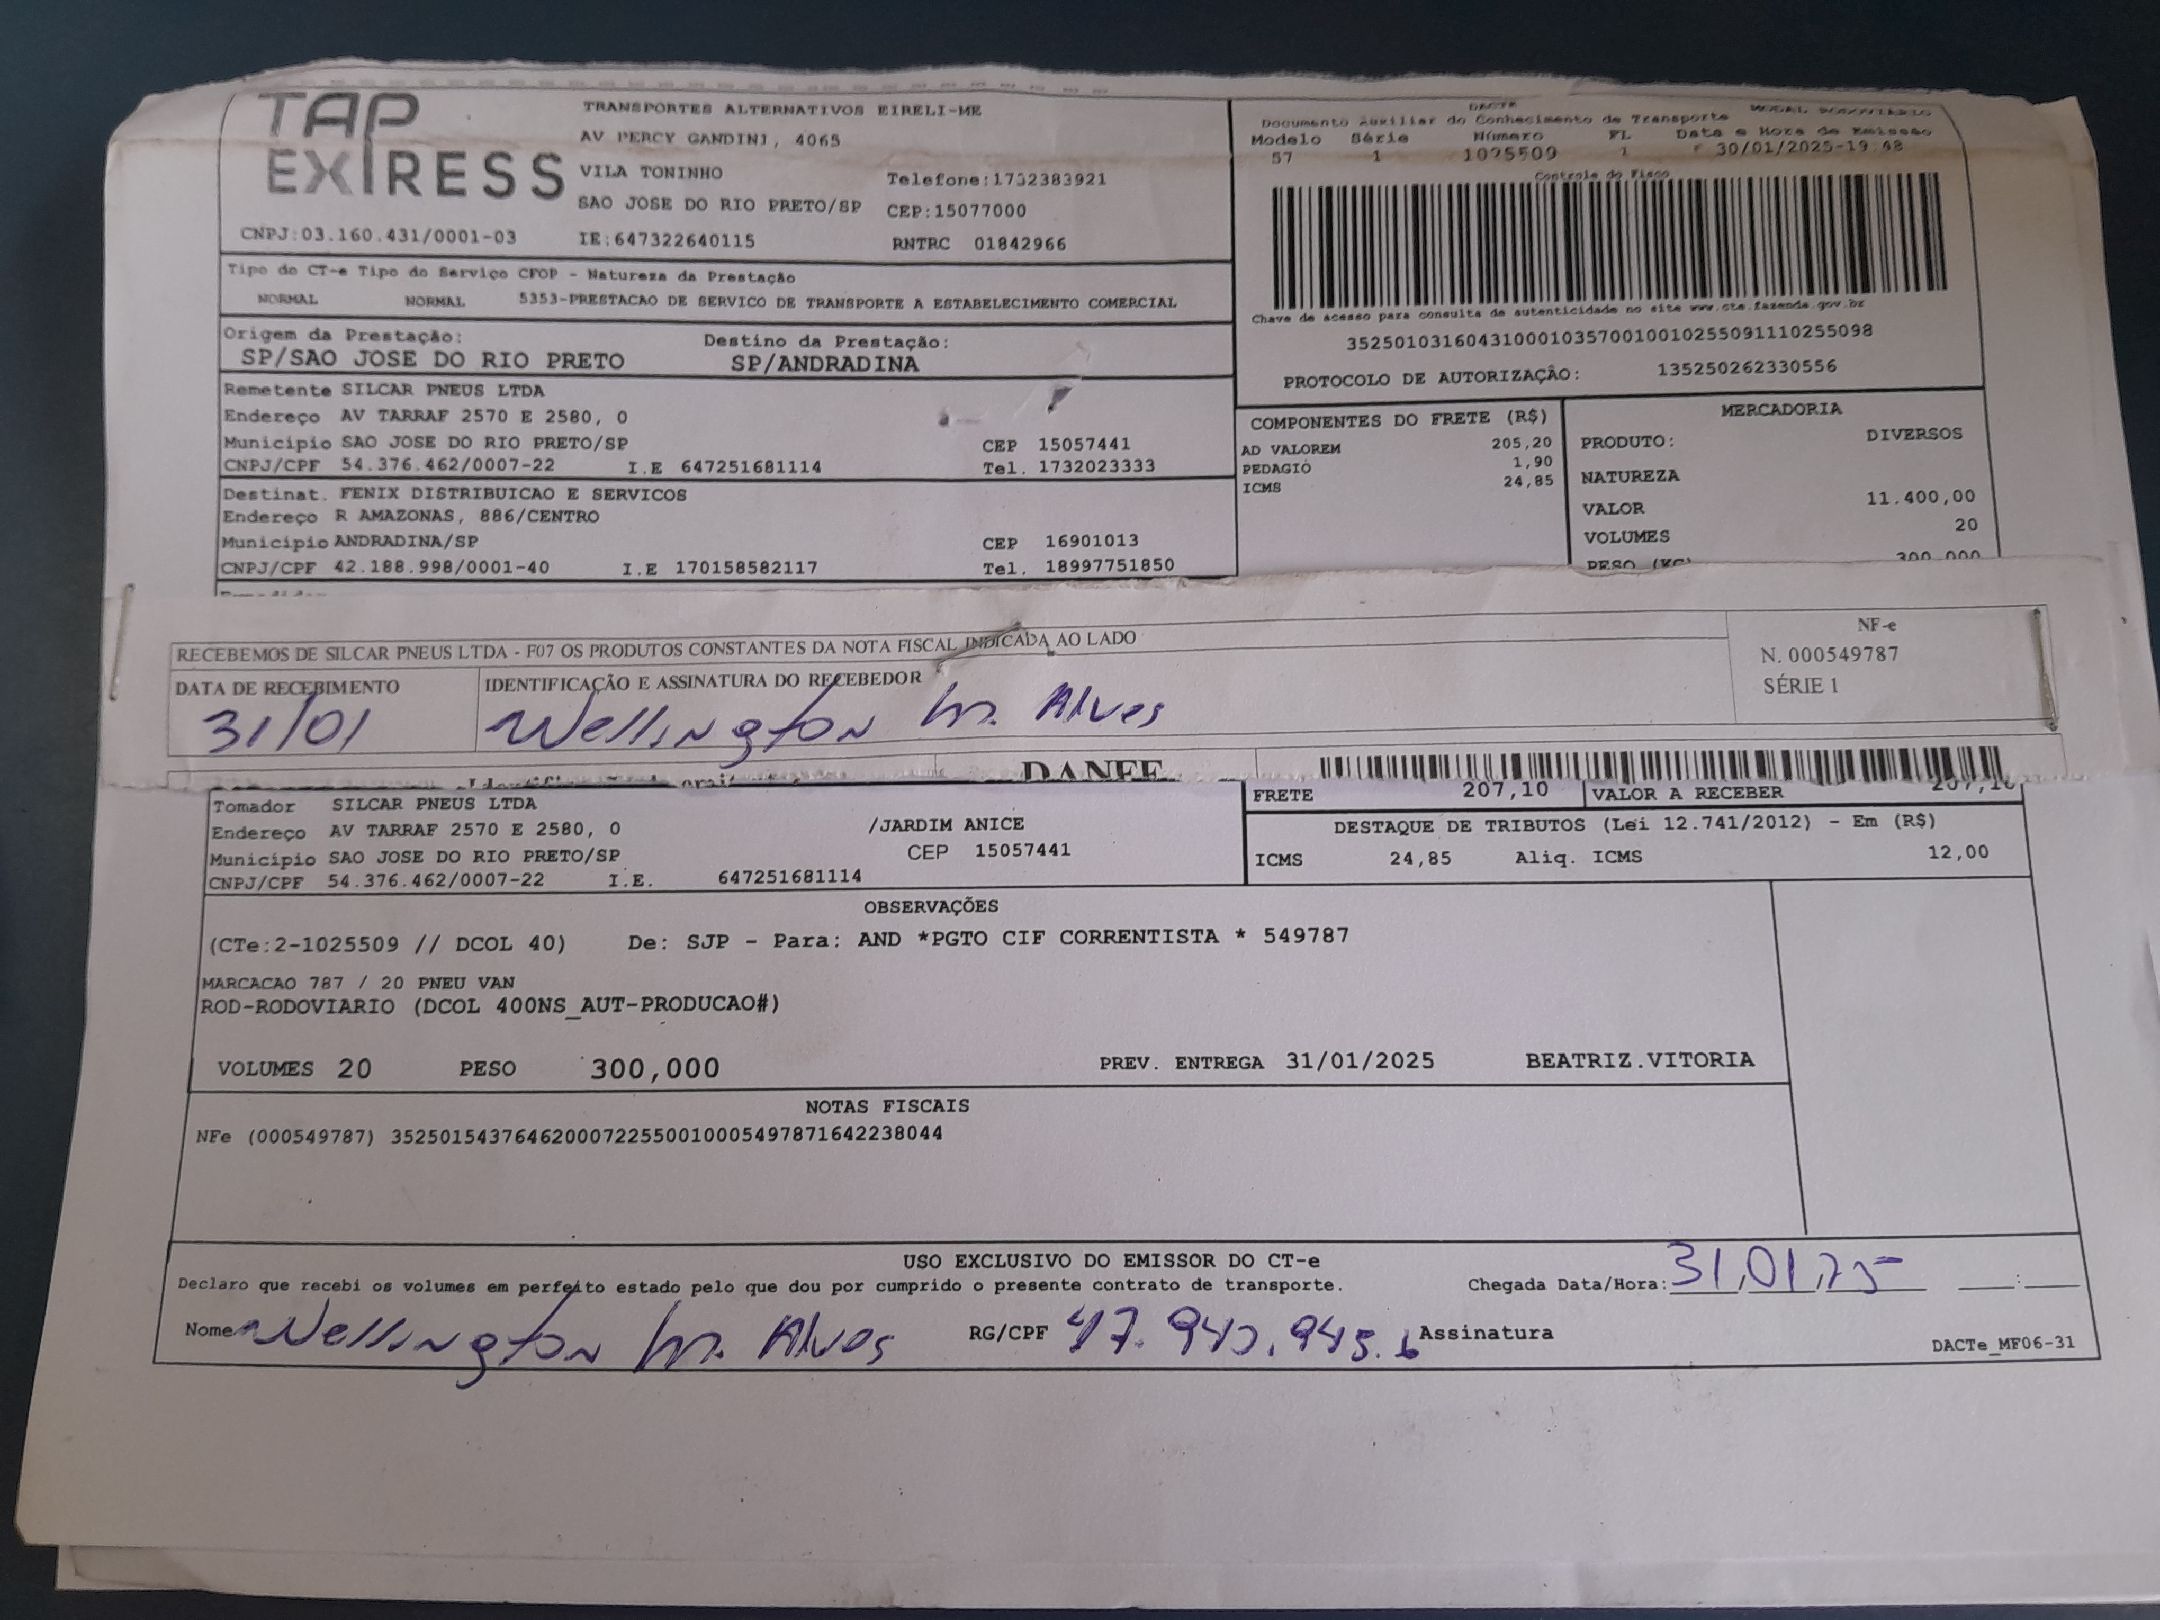 TAP EXPRESS
TRANSPORTES ALTERNATIVOS EIRELI-ME
AV PERCY GANDINI, 4065
VILA TONINHO Telefone:1732383921
SAO JOSE DO RIO PRETO/SP CEP:15077000
CNPJ:03.160.431/0001-03 IE:647322640115 RNTRC 01842966
DACTE MODAL RODOVIARIO
Documento Auxiliar do Conhecimento de Transporte
Modelo Série Número FL Data e Hora de Emissão
57 1 1025509 1 30/01/2025-19
Controle do Fisco
Chave de acesso para consulta de autenticidade no site www.cte.fazenda.gov.br
35250103160431000103570010010255091110255098
PROTOCOLO DE AUTORIZAÇÃO: 135250262330556
Tipo do CT-e Tipo do Serviço CFOP - Natureza da Prestação
NORMAL NORMAL 5353-PRESTACAO DE SERVICO DE TRANSPORTE A ESTABELECIMENTO COMERCIAL
Origem da Prestação: Destino da Prestação:
SP/SAO JOSE DO RIO PRETO SP/ANDRADINA
Remetente SILCAR PNEUS LTDA
Endereço AV TARRAF 2570 E 2580, 0
Município SAO JOSE DO RIO PRETO/SP CEP 15057441
CNPJ/CPF 54.376.462/0007-22 I.E 647251681114 Tel. 1732023333
Destinat. FENIX DISTRIBUICAO E SERVICOS
Endereço R AMAZONAS, 886/CENTRO
Município ANDRADINA/SP CEP 16901013
CNPJ/CPF 42.188.998/0001-40 I.E 170158582117 Tel. 18997751850
COMPONENTES DO FRETE (R$)
AD VALOREM 205,20
PEDAGIO 1,90
ICMS 24,85
MERCADORIA
PRODUTO: DIVERSOS
NATUREZA
VALOR 11.400,00
VOLUMES 20
PESO (KG) 300,000
RECEBEMOS DE SILCAR PNEUS LTDA - F07 OS PRODUTOS CONSTANTES DA NOTA FISCAL INDICADA AO LADO
DATA DE RECEBIMENTO IDENTIFICAÇÃO E ASSINATURA DO RECEBEDOR
31/01 Wellington M. Alves
NF-e
N. 000549787
SÉRIE 1
DANFE
Tomador SILCAR PNEUS LTDA
Endereço AV TARRAF 2570 E 2580, 0 /JARDIM ANICE
Município SAO JOSE DO RIO PRETO/SP CEP 15057441
CNPJ/CPF 54.376.462/0007-22 I.E. 647251681114
FRETE 207,10 VALOR A RECEBER 207,10
DESTAQUE DE TRIBUTOS (Lei 12.741/2012) - Em (R$)
ICMS 24,85 Aliq. ICMS 12,00
OBSERVAÇÕES
(CTe:2-1025509 // DCOL 40) De: SJP - Para: AND *PGTO CIF CORRENTISTA * 549787
MARCACAO 787 / 20 PNEU VAN
ROD-RODOVIARIO (DCOL 400NS_AUT-PRODUCAO#)
VOLUMES 20 PESO 300,000 PREV. ENTREGA 31/01/2025 BEATRIZ.VITORIA
NOTAS FISCAIS
NFe (000549787) 35250154376462000722550010005497871642238044
USO EXCLUSIVO DO EMISSOR DO CT-e
Declaro que recebi os volumes em perfeito estado pelo que dou por cumprido o presente contrato de transporte. Chegada Data/Hora: 31,01,25 __:__
Nome Wellington M. Alves RG/CPF Assinatura
DACTe_MF06-31